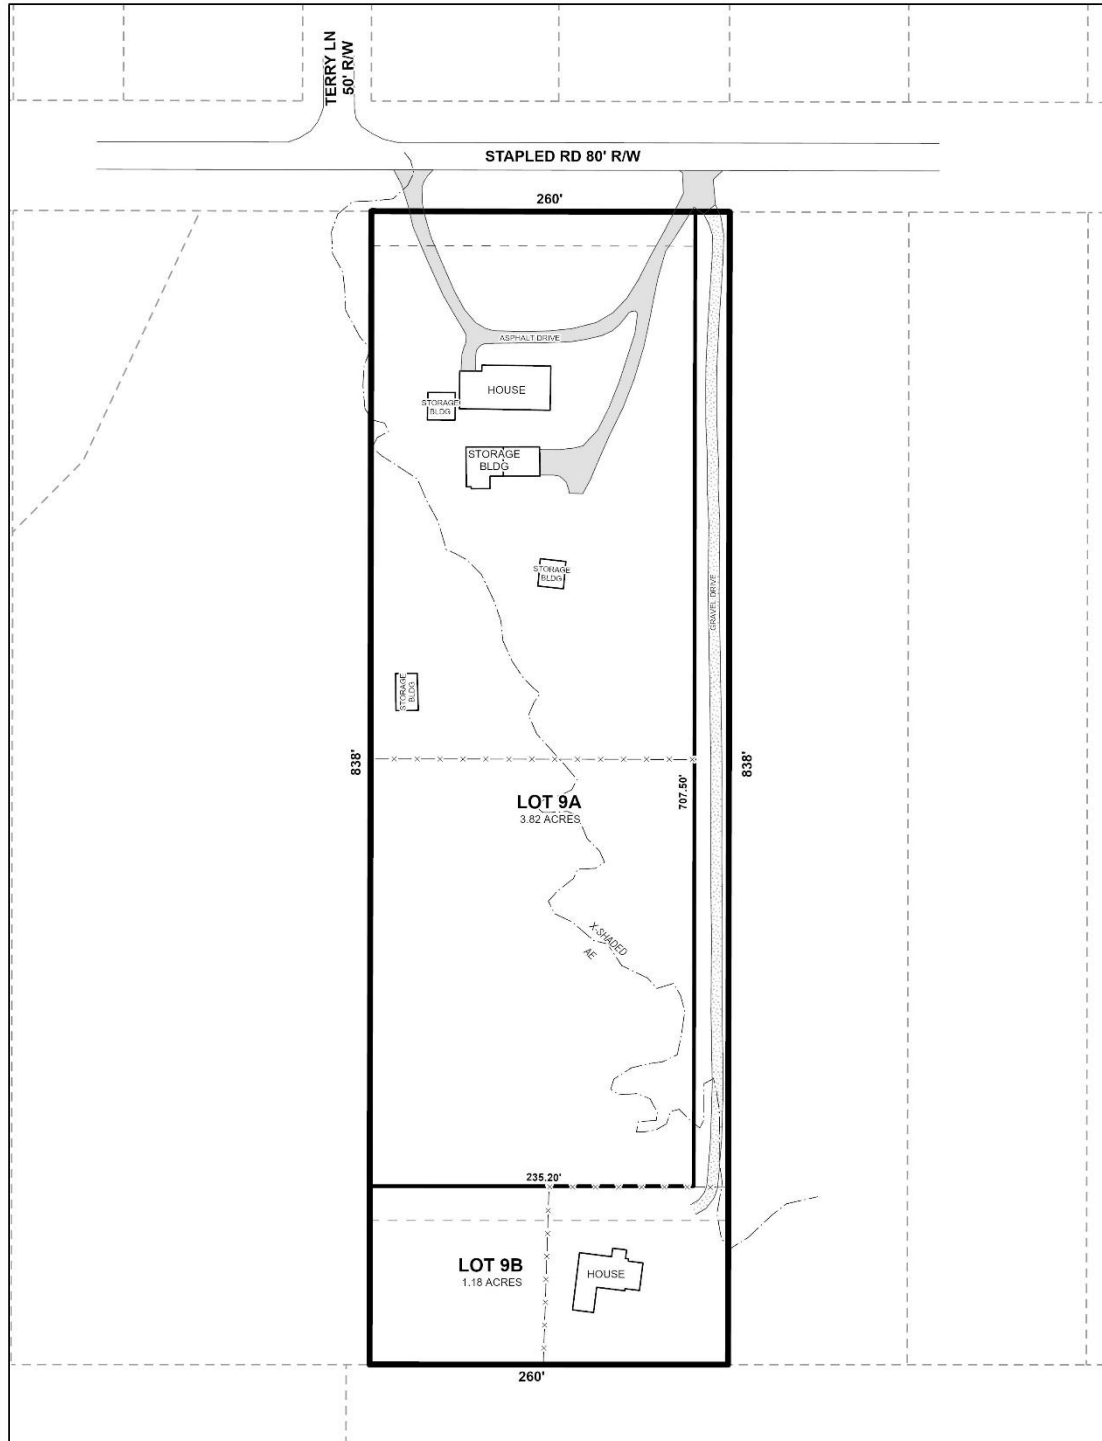 TERRY LN
50' R/W
STAPLED RD 80' R/W
260'
ASPHALT DRIVE
HOUSE
STORAGE
BLDG
STORAGE
BLDG
STORAGE
BLDG
GRAVEL DRIVE
STORAGE
BLDG
838'
838'
707.50'
LOT 9A
3.82 ACRES
X-SHADED
AE
235.20'
LOT 9B
1.18 ACRES
HOUSE
260'